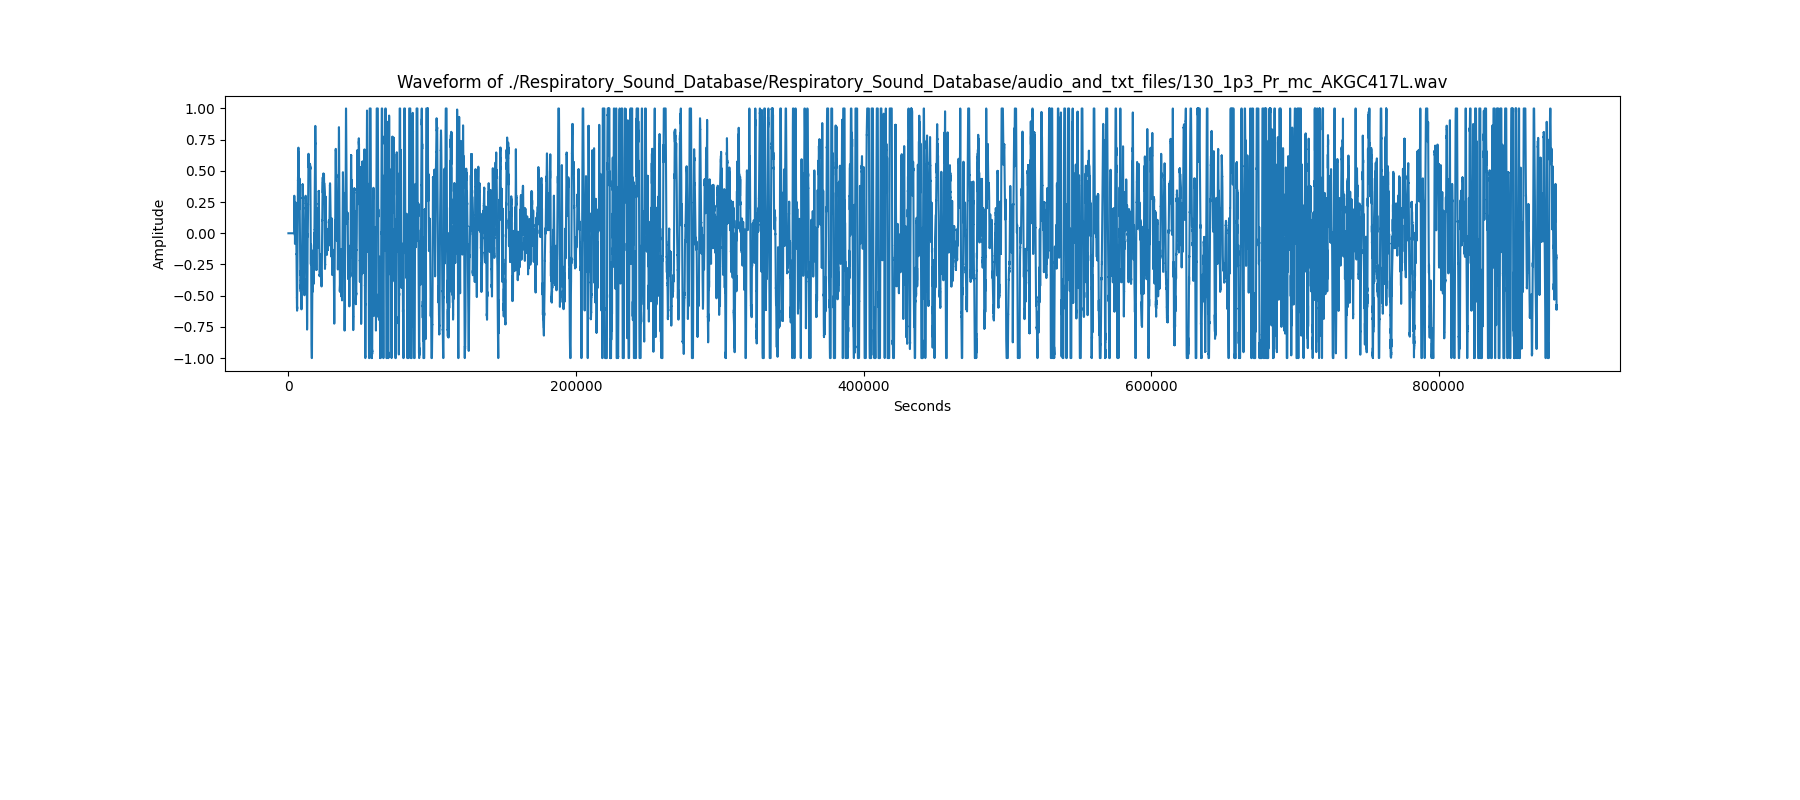 Waveform of ./Respiratory_Sound_Database/Respiratory_Sound_Database/audio_and_txt_files/130_1p3_Pr_mc_AKGC417L.wav
1.00
0.75
0.50
0.25
0.00
−0.25
−0.50
−0.75
−1.00
Amplitude
0 200000 400000 600000 800000
Seconds